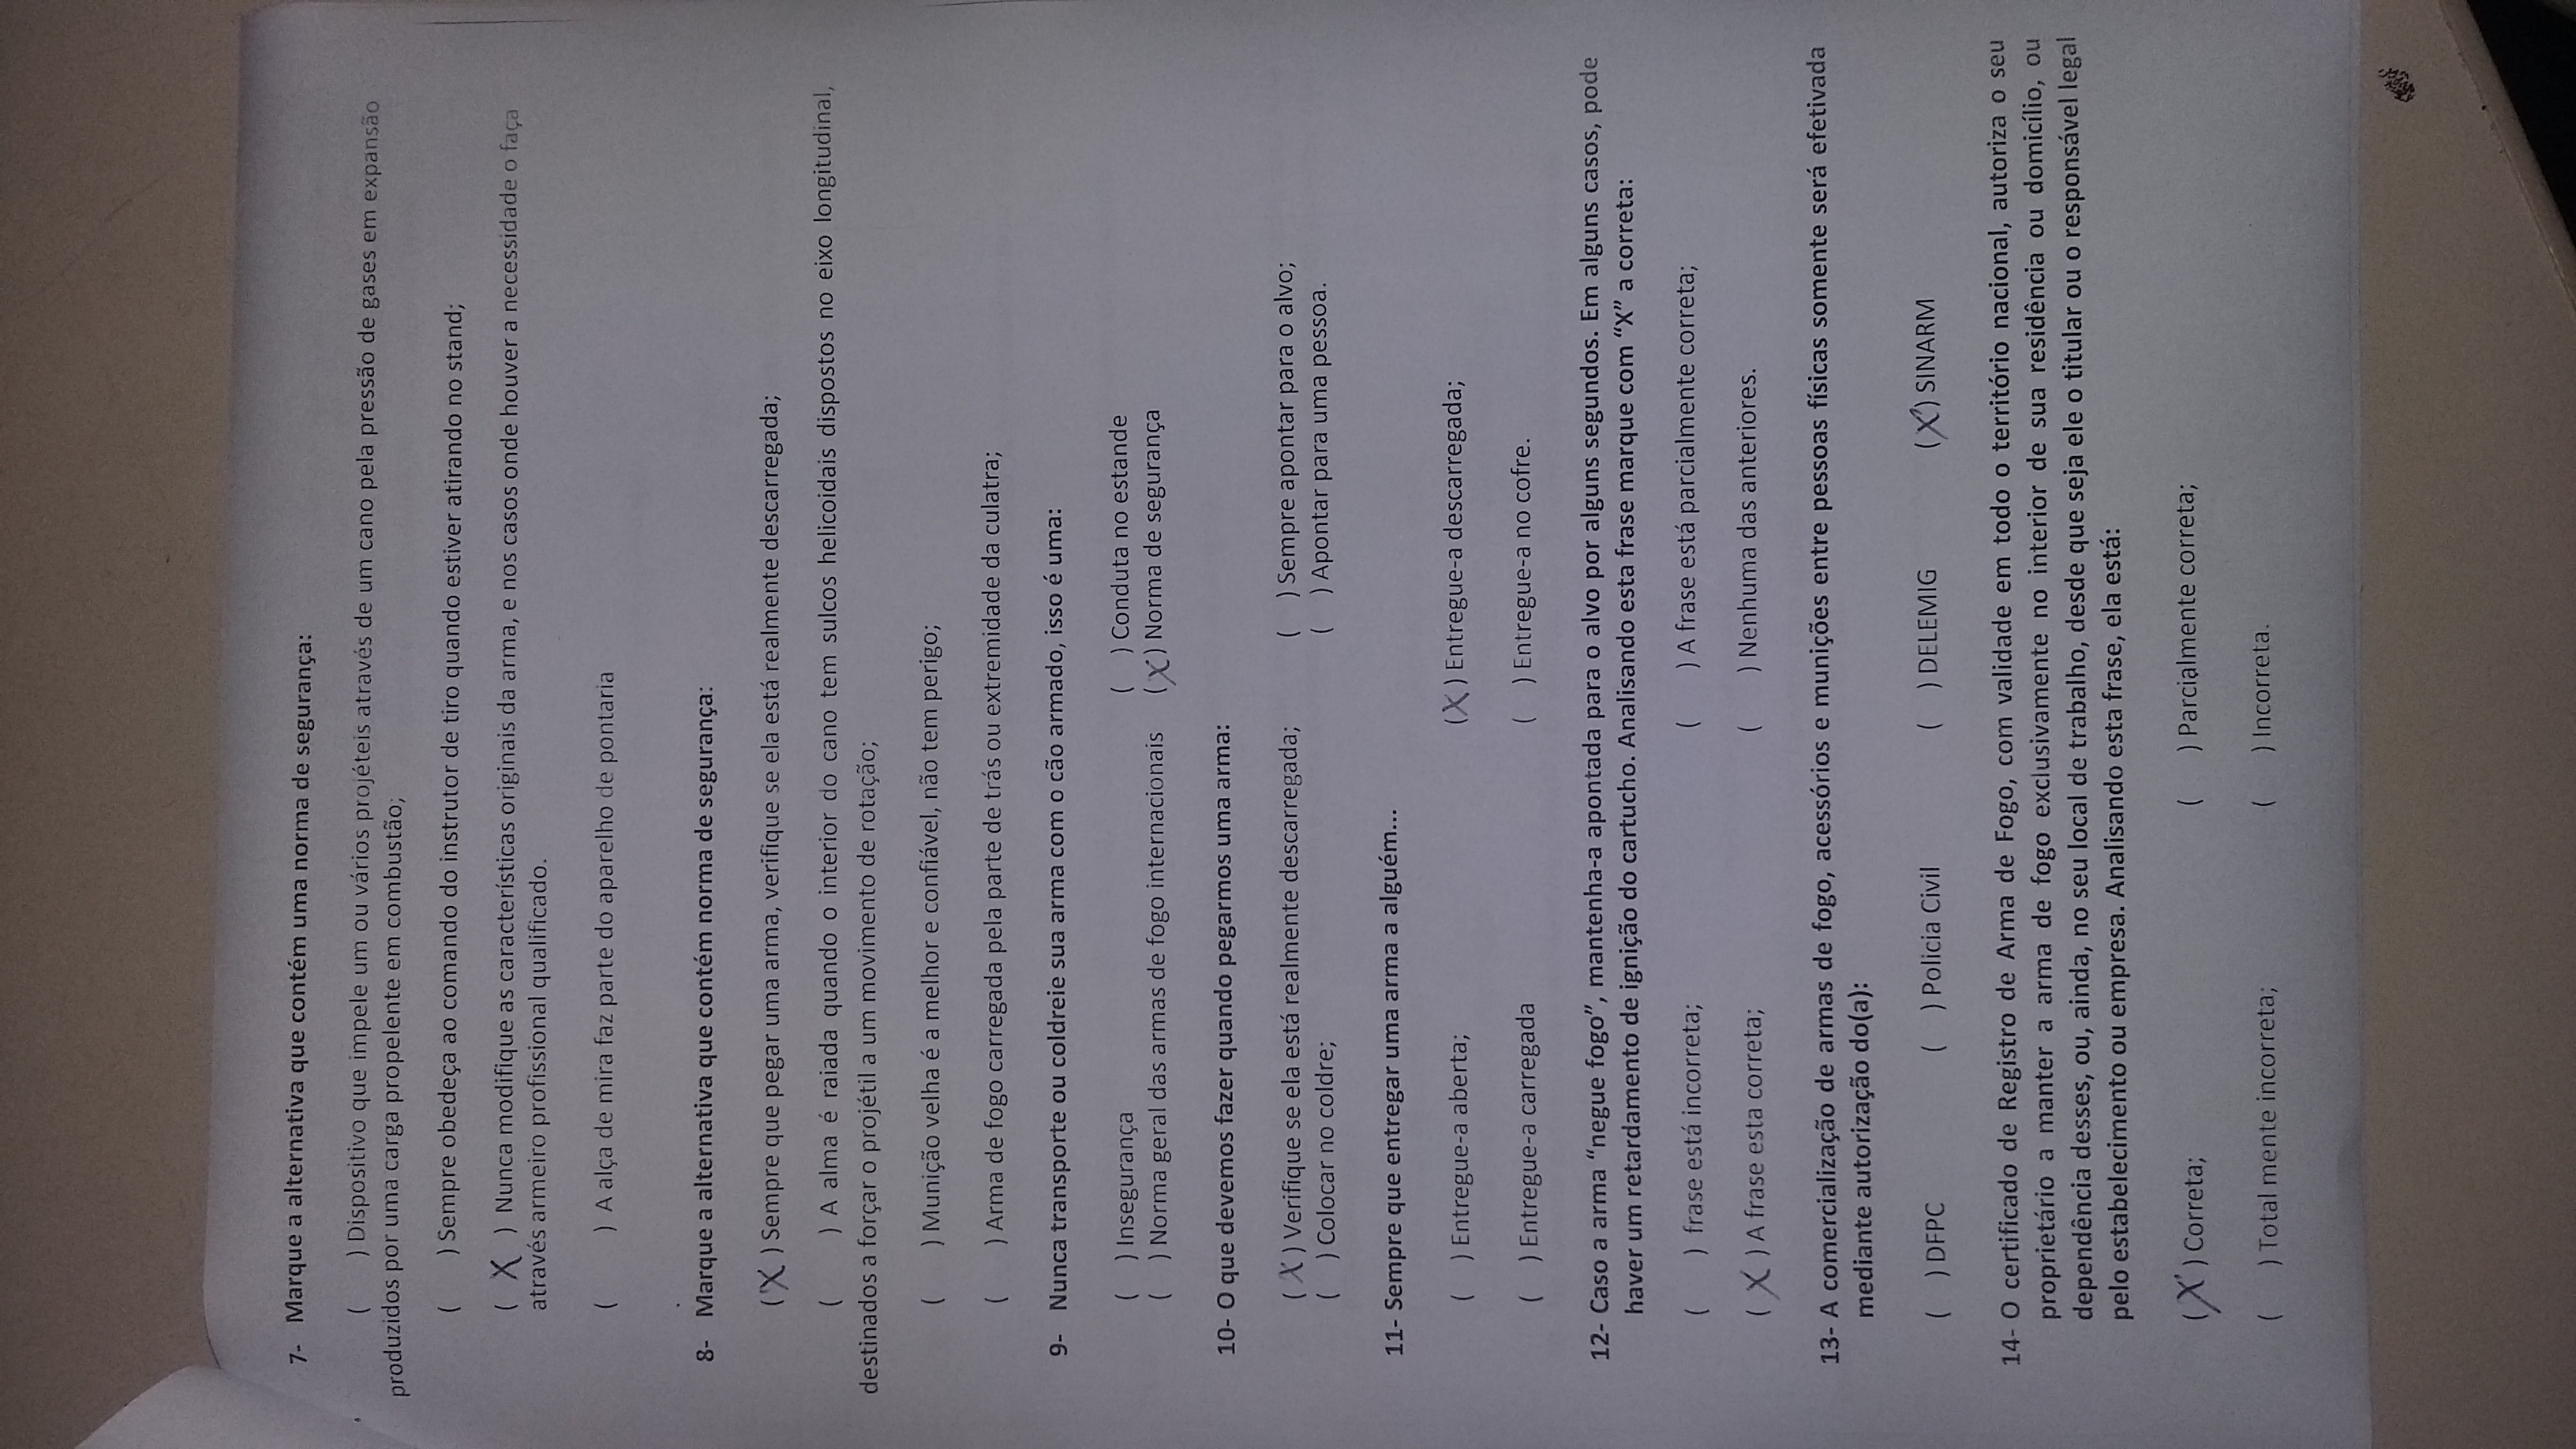 7- Marque a alternativa que contém uma norma de segurança:
( ) Dispositivo que impele um ou vários projéteis através de um cano pela pressão de gases em expansão
produzidos por uma carga propelente em combustão;
( ) Sempre obedeça ao comando do instrutor de tiro quando estiver atirando no stand;
( X ) Nunca modifique as características originais da arma, e nos casos onde houver a necessidade o faça
através armeiro profissional qualificado.
( ) A alça de mira faz parte do aparelho de pontaria
8- Marque a alternativa que contém norma de segurança:
( X ) Sempre que pegar uma arma, verifique se ela está realmente descarregada;
( ) A alma é raiada quando o interior do cano tem sulcos helicoidais dispostos no eixo longitudinal,
destinados a forçar o projétil a um movimento de rotação;
( ) Munição velha é a melhor e confiável, não tem perigo;
( ) Arma de fogo carregada pela parte de trás ou extremidade da culatra;
9- Nunca transporte ou coldreie sua arma com o cão armado, isso é uma:
( ) Insegurança ( ) Conduta no estande
( ) Norma geral das armas de fogo internacionais ( X ) Norma de segurança
10- O que devemos fazer quando pegarmos uma arma:
( X ) Verifique se ela está realmente descarregada; ( ) Sempre apontar para o alvo;
( ) Colocar no coldre; ( ) Apontar para uma pessoa.
11- Sempre que entregar uma arma a alguém...
( ) Entregue-a aberta; ( X ) Entregue-a descarregada;
( ) Entregue-a carregada ( ) Entregue-a no cofre.
12- Caso a arma “negue fogo”, mantenha-a apontada para o alvo por alguns segundos. Em alguns casos, pode
haver um retardamento de ignição do cartucho. Analisando esta frase marque com “X” a correta:
( ) frase está incorreta; ( ) A frase está parcialmente correta;
( X ) A frase esta correta; ( ) Nenhuma das anteriores.
13- A comercialização de armas de fogo, acessórios e munições entre pessoas físicas somente será efetivada
mediante autorização do(a):
( ) DFPC ( ) Policia Civil ( ) DELEMIG ( X ) SINARM
14- O certificado de Registro de Arma de Fogo, com validade em todo o território nacional, autoriza o seu
proprietário a manter a arma de fogo exclusivamente no interior de sua residência ou domicílio, ou
dependência desses, ou, ainda, no seu local de trabalho, desde que seja ele o titular ou o responsável legal
pelo estabelecimento ou empresa. Analisando esta frase, ela está:
( X ) Correta; ( ) Parcialmente correta;
( ) Total mente incorreta; ( ) Incorreta.